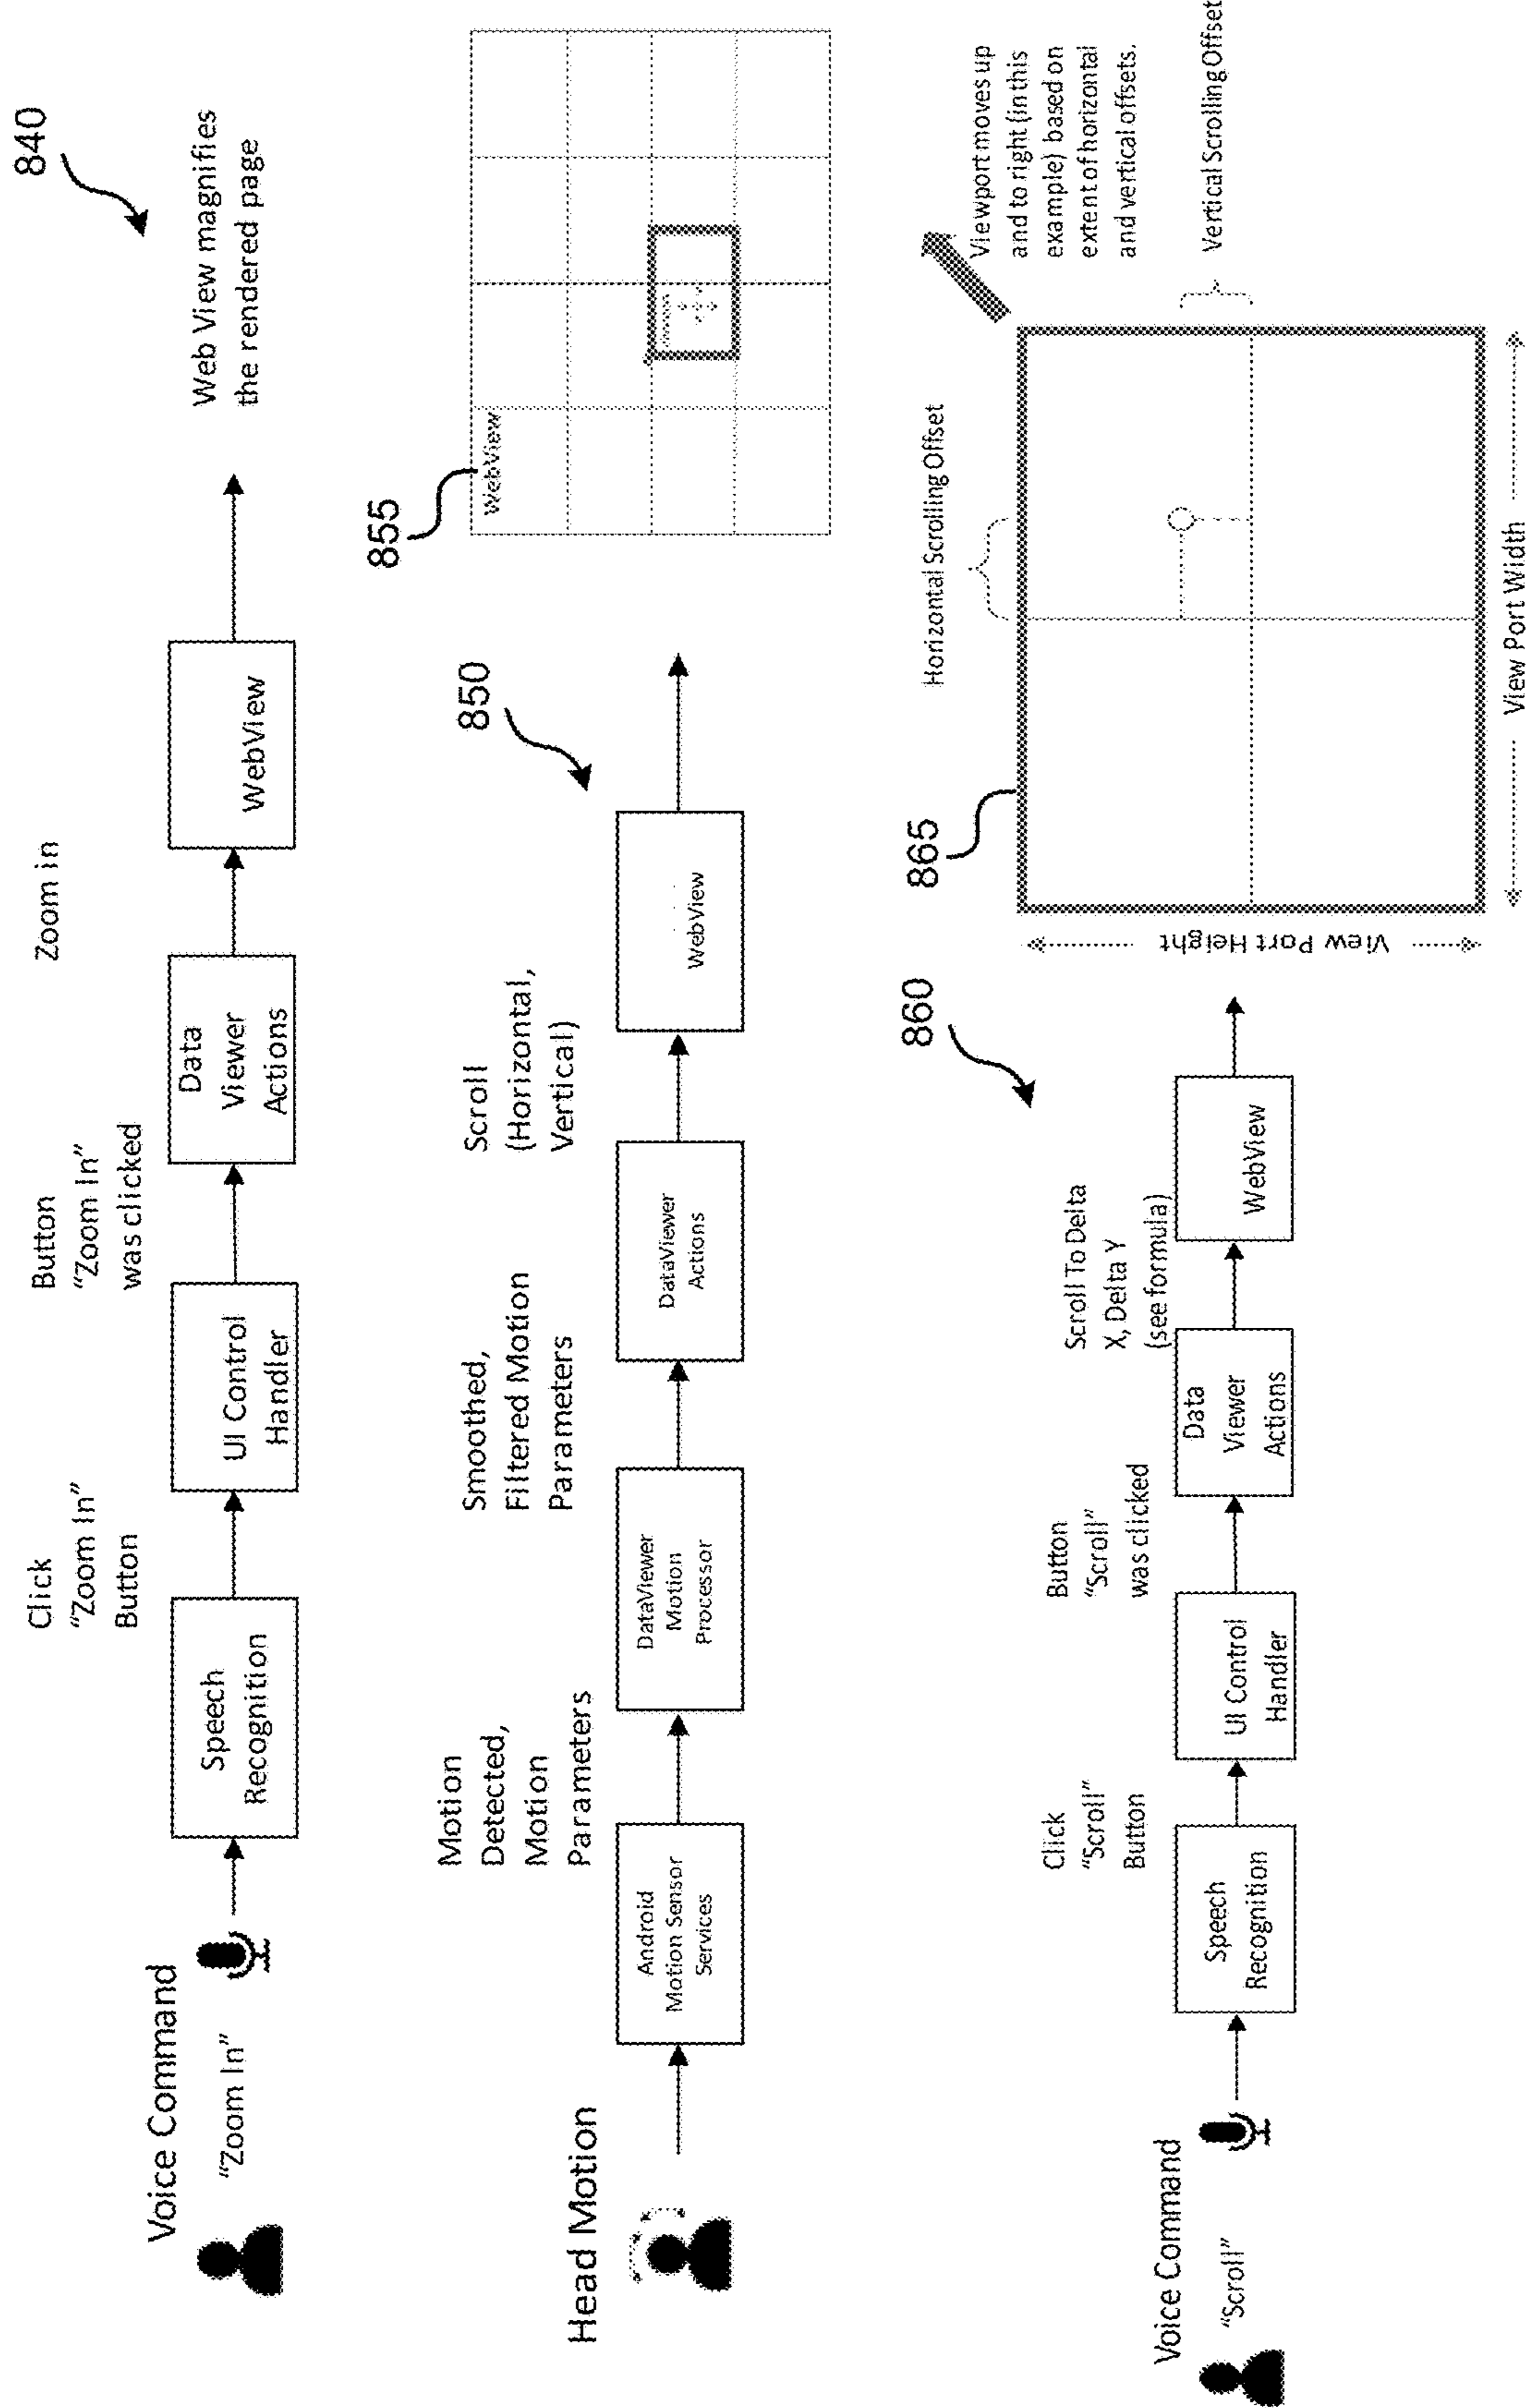 840
Voice Command
“Zoom In”
Speech
Recognition
Click
“Zoom In”
Button
UI Control
Handler
Button
“Zoom In”
was clicked
Data
Viewer
Actions
Zoom in
WebView
Web View magnifies
the rendered page
850
Head Motion
Android
Motion Sensor
Services
Motion
Detected,
Motion
Parameters
DataViewer
Motion
Processor
Smoothed,
Filtered Motion
Parameters
DataViewer
Actions
Scroll
(Horizontal,
Vertical)
WebView
855
WebView
860
Voice Command
“Scroll”
Speech
Recognition
Click
“Scroll”
Button
UI Control
Handler
Button
“Scroll”
was clicked
Data
Viewer
Actions
Scroll To Delta
X, Delta Y
(see formula)
WebView
865
View Port Height
View Port Width
Horizontal Scrolling Offset
Vertical Scrolling Offset
Viewport moves up
and to right (in this
example) based on
extent of horizontal
and vertical offsets.